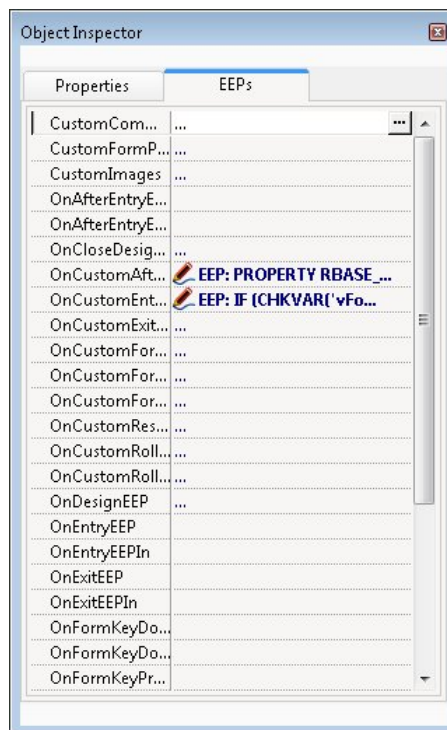 Object Inspector
Properties EEPs
CustomCom... ...
CustomFormP... ...
CustomImages ...
OnAfterEntryE...
OnAfterEntryE...
OnCloseDesig... ...
OnCustomAft... EEP: PROPERTY RBASE_...
OnCustomEnt... EEP: IF (CHKVAR('vFo...
OnCustomExit... ...
OnCustomFor... ...
OnCustomFor... ...
OnCustomFor... ...
OnCustomRes... ...
OnCustomRoll... ...
OnCustomRoll... ...
OnDesignEEP ...
OnEntryEEP
OnEntryEEPIn
OnExitEEP
OnExitEEPIn
OnFormKeyDo...
OnFormKeyDo...
OnFormKeyPr...